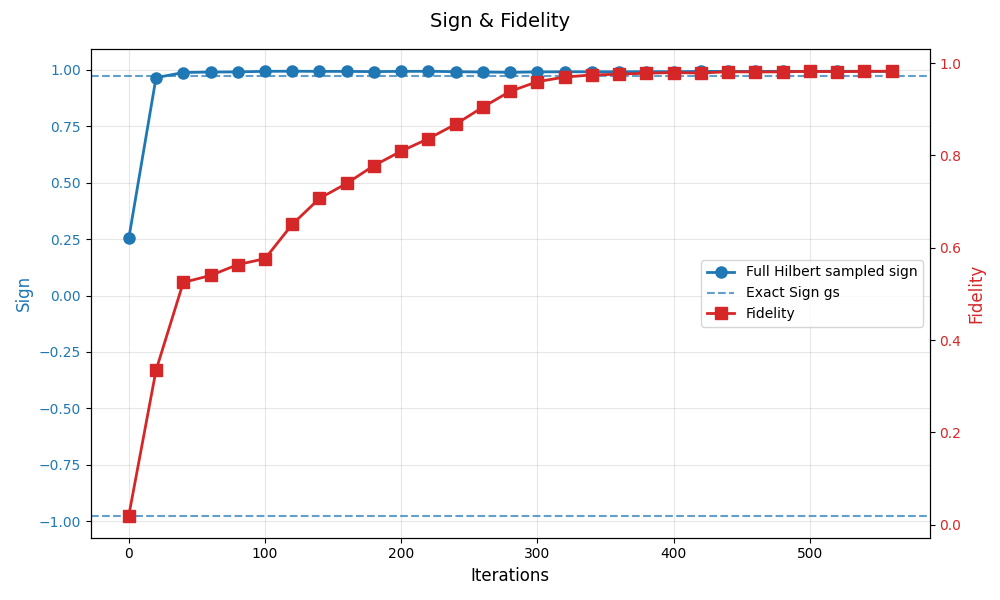 Sign & Fidelity
1.00
0.75
0.50
0.25
0.00
−0.25
−0.50
−0.75
−1.00
Sign
1.0
0.8
0.6
0.4
0.2
0.0
Fidelity
Full Hilbert sampled sign
Exact Sign gs
Fidelity
0 100 200 300 400 500
Iterations